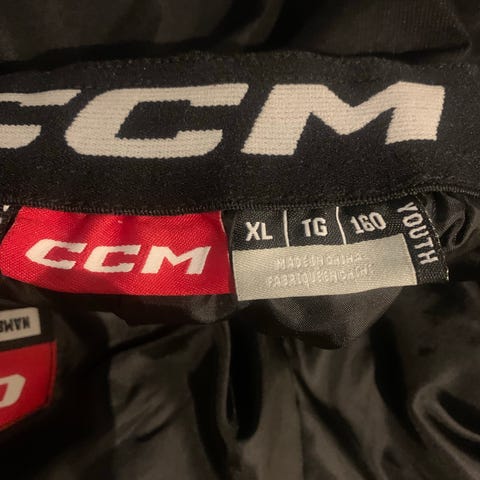 CCM
CCM
XL | TG | 160
YOUTH
MADE IN CHINA
FABRIQUÉ EN CHINE